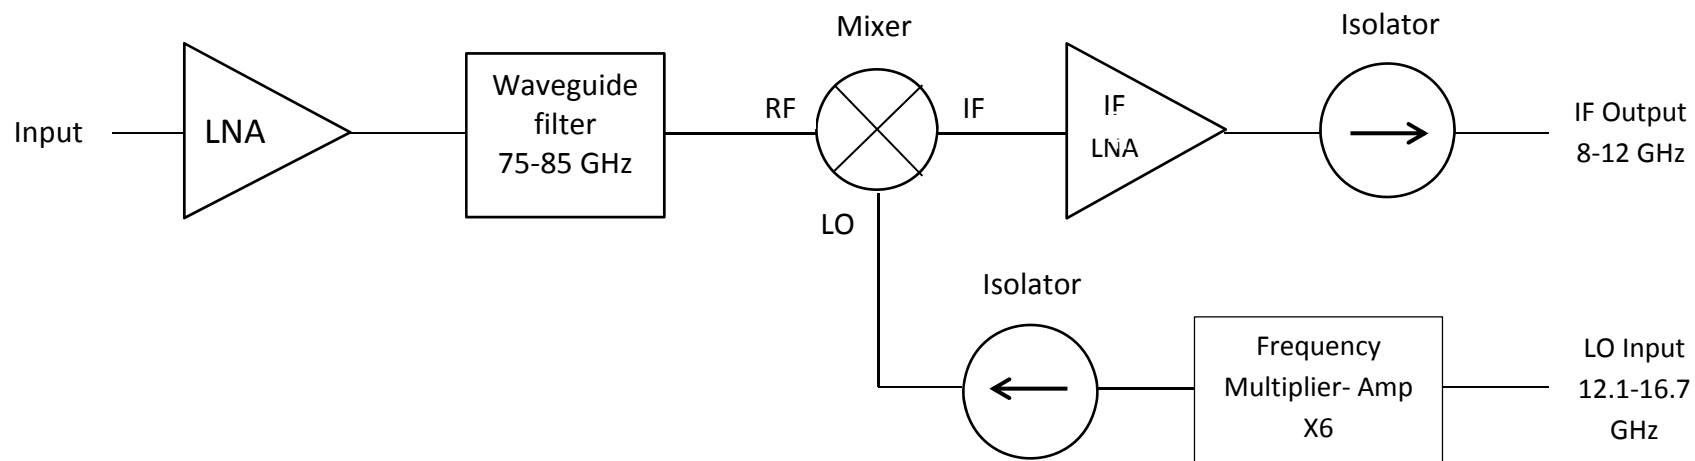 Mixer
Isolator
Input
LNA
Waveguide
filter
75-85 GHz
RF
IF
IF
LNA
IF Output
8-12 GHz
LO
Isolator
Frequency
Multiplier- Amp
X6
LO Input
12.1-16.7
GHz